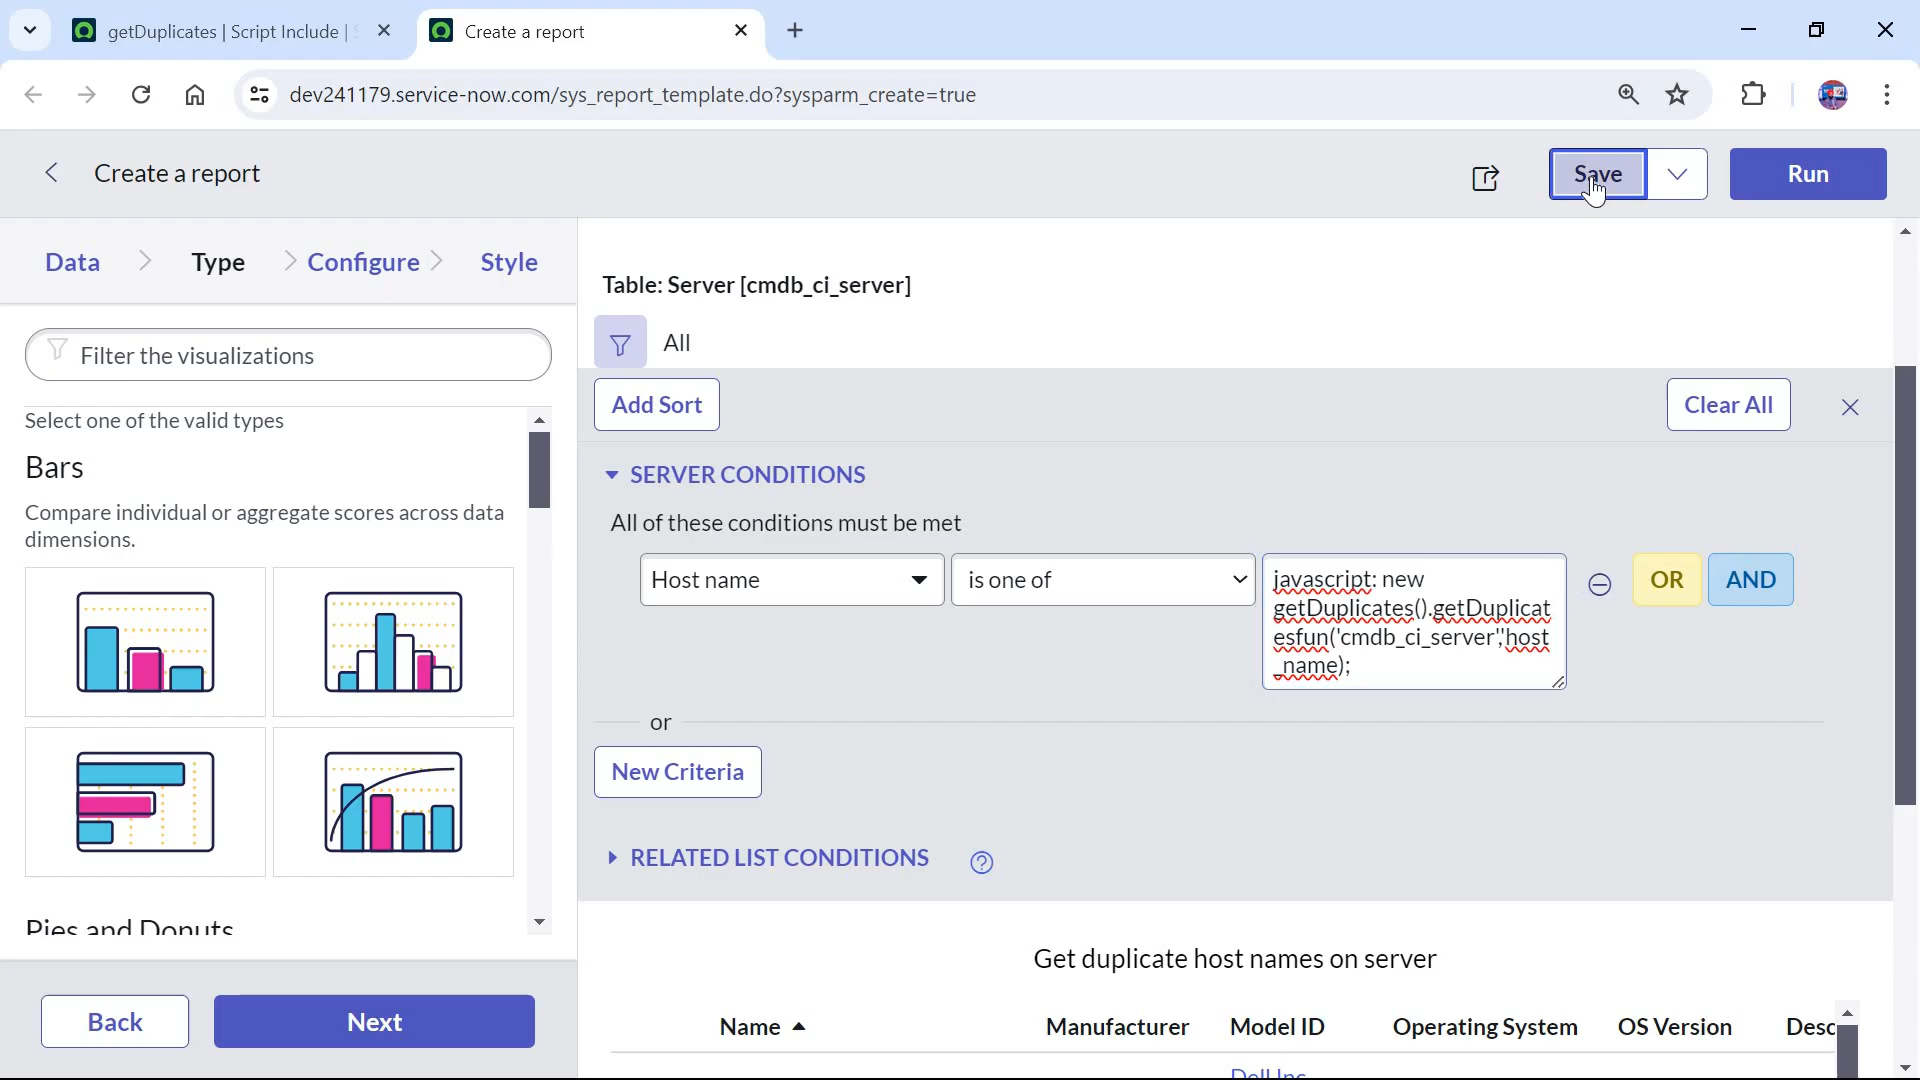 getDuplicates | Script Include |
Create a report
dev241179.service-now.com/sys_report_template.do?sysparm_create=true
Create a report
Save
Run
Data
Type
Configure
Style
Filter the visualizations
Select one of the valid types
Bars
Compare individual or aggregate scores across data
dimensions.
Pies and Donuts
Back
Next
Table: Server [cmdb_ci_server]
All
Add Sort
Clear All
SERVER CONDITIONS
All of these conditions must be met
Host name
is one of
javascript: new
getDuplicates().getDuplicat
esfun('cmdb_ci_server'',host
_name);
OR
AND
or
New Criteria
RELATED LIST CONDITIONS
Get duplicate host names on server
Name
Manufacturer
Model ID
Operating System
OS Version
Desc
Dell Inc.